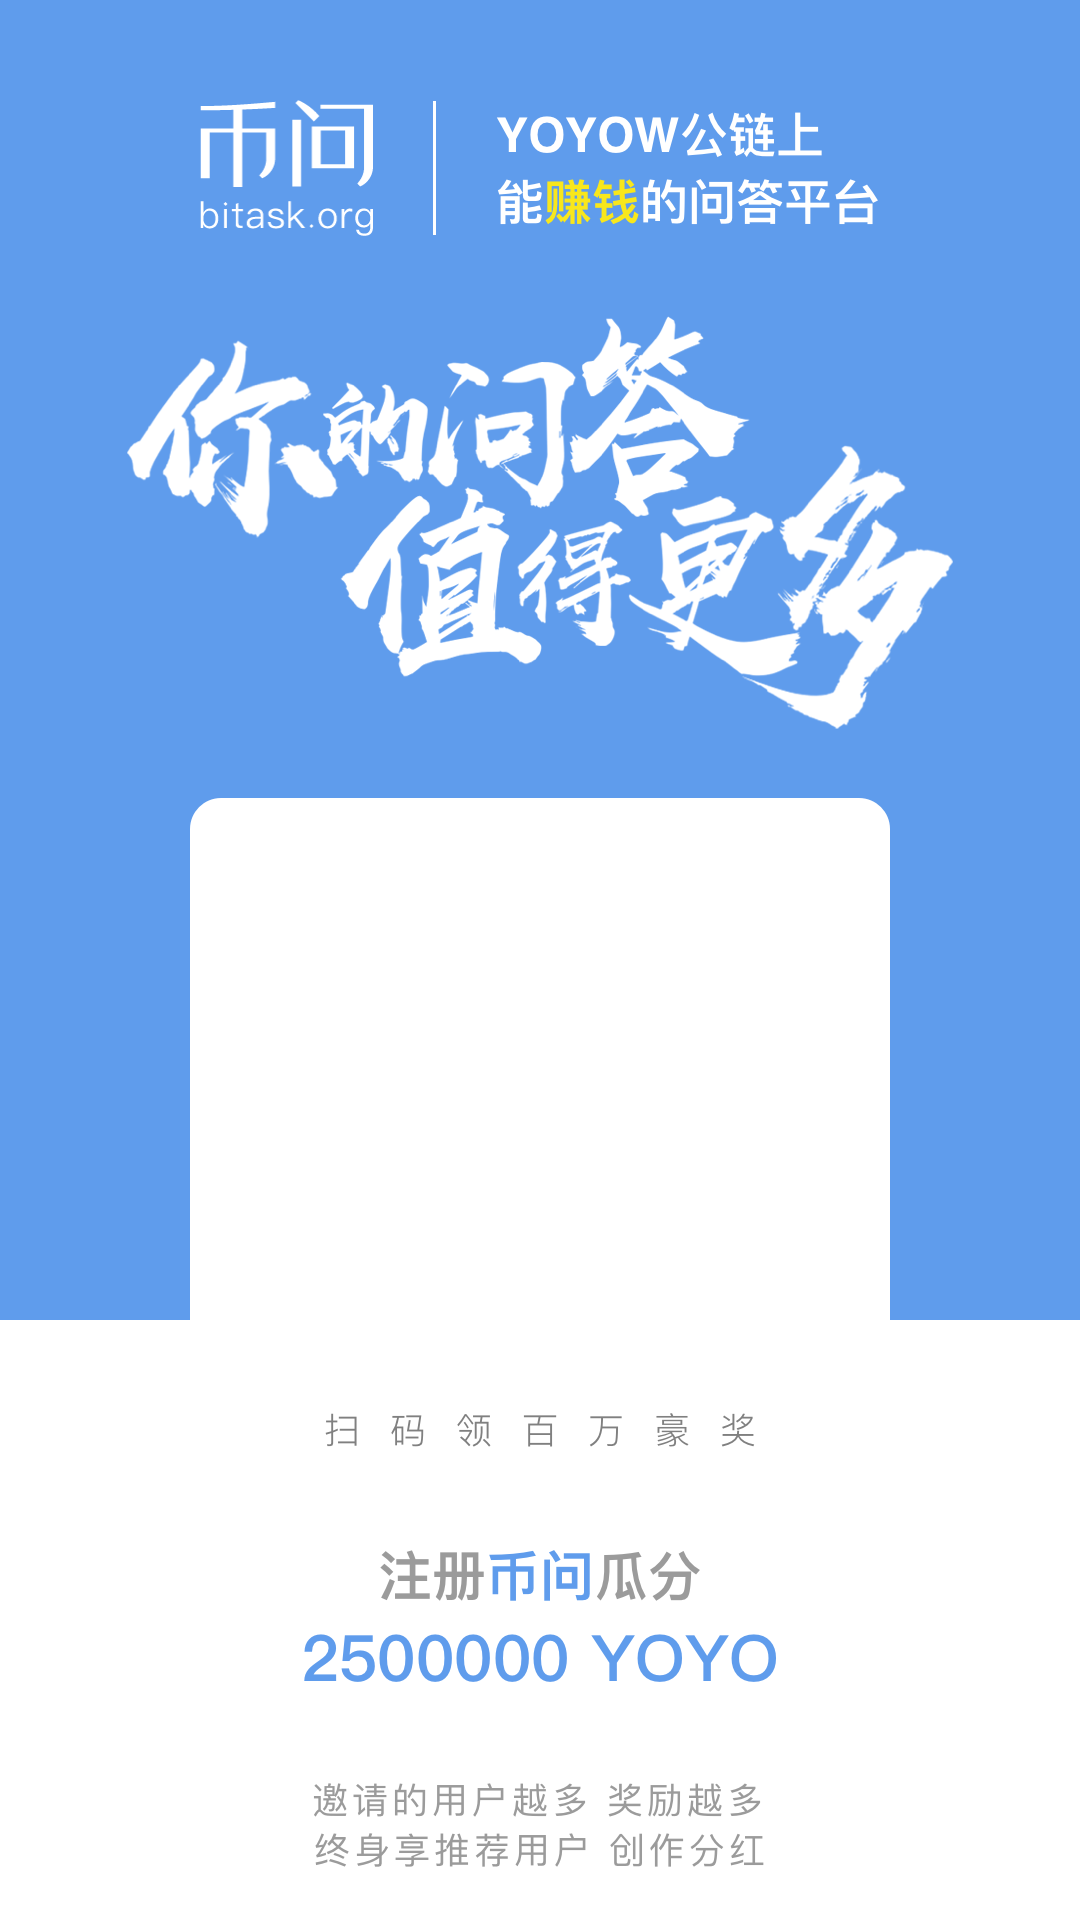 币问
bitask.org
YOYOW公链上
能赚钱的问答平台
你的问答
值得更多
扫码领百万豪奖
注册币问瓜分
2500000 YOYO
邀请的用户越多 奖励越多
终身享推荐用户 创作分红